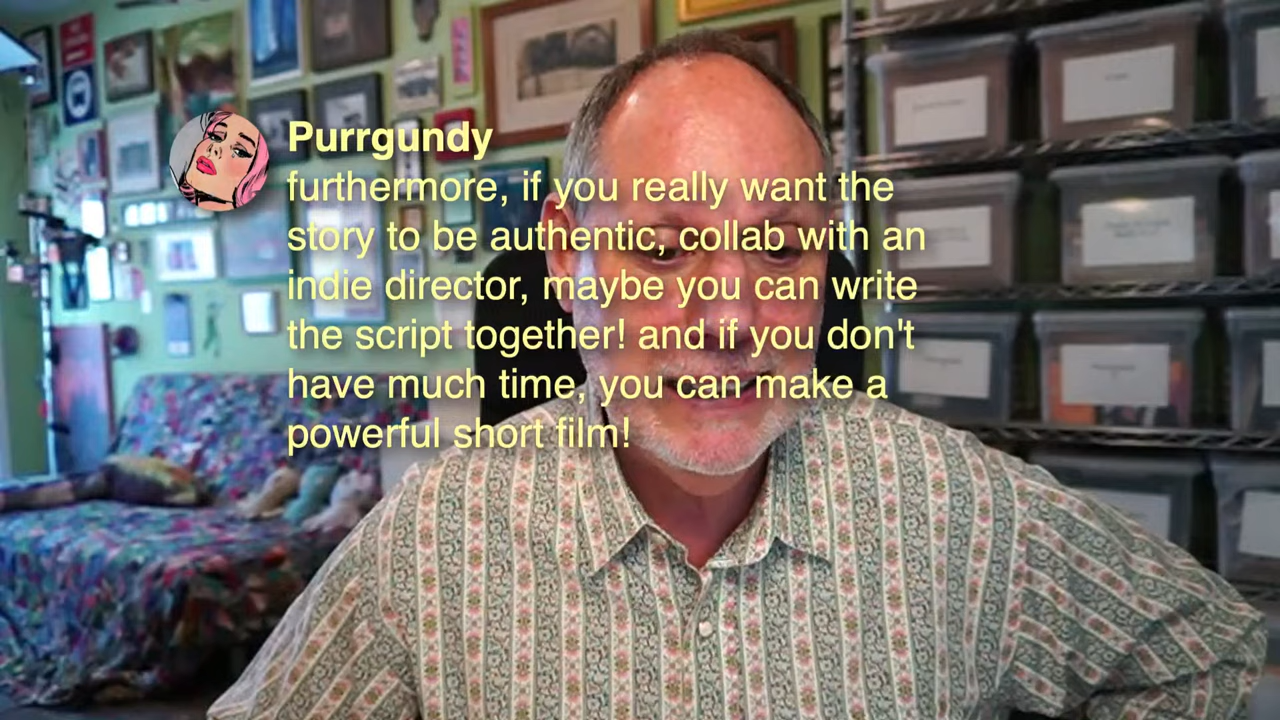 Purrgundy
furthermore, if you really want the
story to be authentic, collab with an
indie director, maybe you can write
the script together! and if you don't
have much time, you can make a
powerful short film!